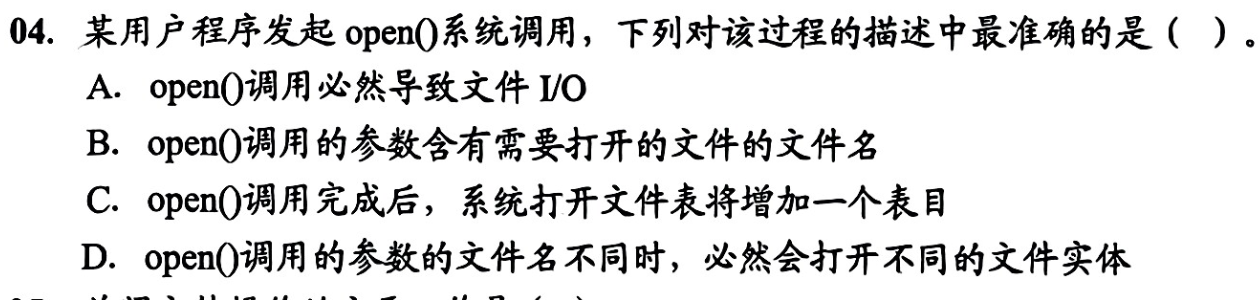 04. 某用户程序发起 open()系统调用，下列对该过程的描述中最准确的是（ ）。
A. open()调用必然导致文件 I/O
B. open()调用的参数含有需要打开的文件的文件名
C. open()调用完成后，系统打开文件表将增加一个表目
D. open()调用的参数的文件名不同时，必然会打开不同的文件实体